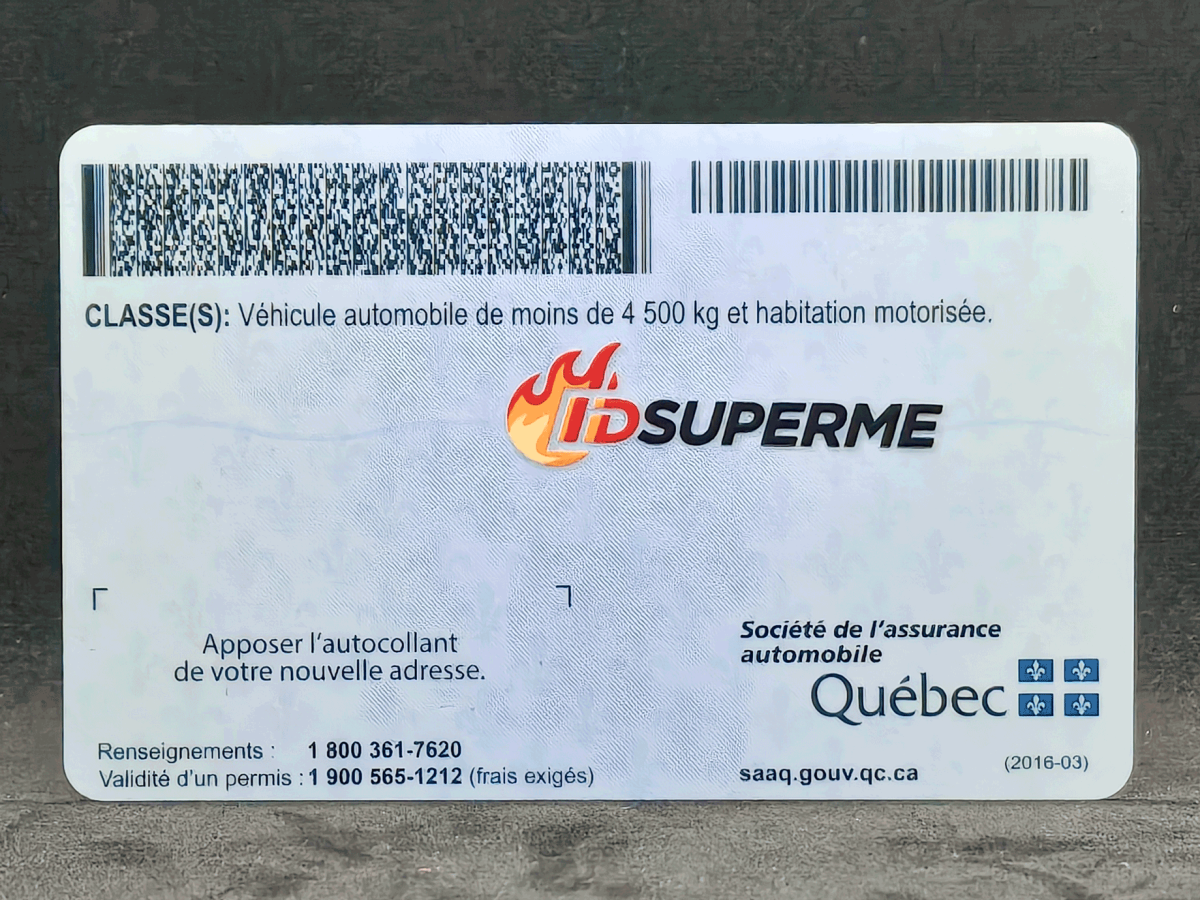 CLASSE(S): Véhicule automobile de moins de 4 500 kg et habitation motorisée.
IDSUPERME
Apposer l'autocollant
de votre nouvelle adresse.
Société de l'assurance
automobile
Québec
Renseignements : 1 800 361-7620
Validité d'un permis : 1 900 565-1212 (frais exigés)
saaq.gouv.qc.ca
(2016-03)